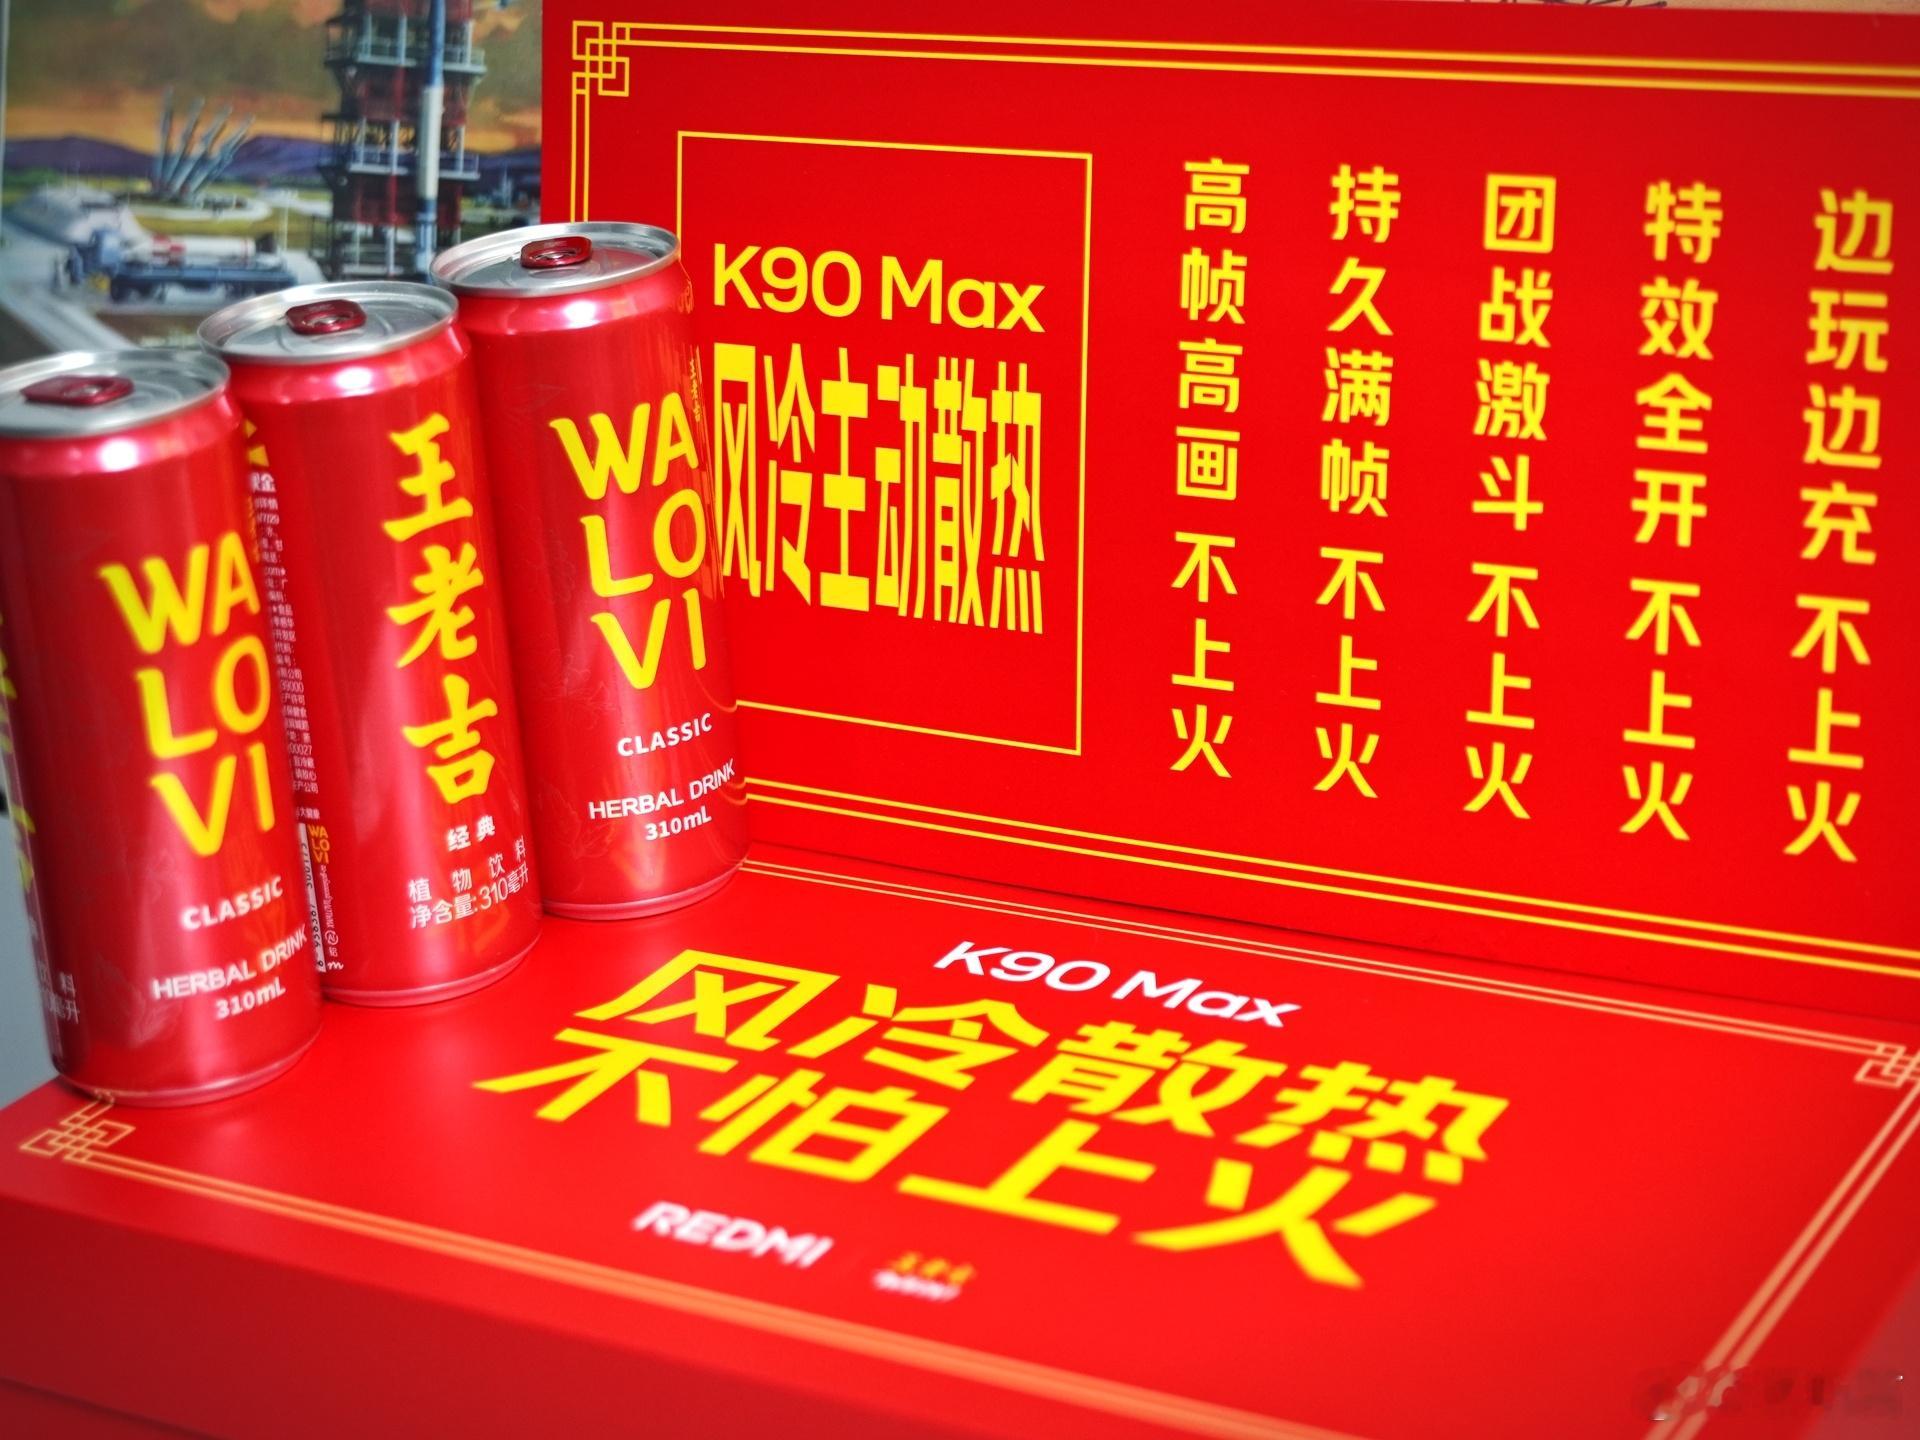 K90 Max
风冷主动散热
高帧高画 不上火
持久满帧 不上火
团战激斗 不上火
特效全开 不上火
边玩边充 不上火
WA
LO
VI
CLASSIC
HERBAL DRINK
310mL
王老吉
经典
植物饮料
净含量:310毫升
WA
LO
VI
WA
LO
VI
CLASSIC
HERBAL DRINK
310mL
K90 Max
风冷散热
不怕上火
REDMI